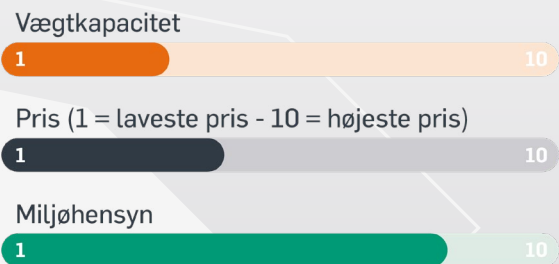 Vægtkapacitet
1 10
Pris (1 = laveste pris - 10 = højeste pris)
1 10
Miljøhensyn
1 10